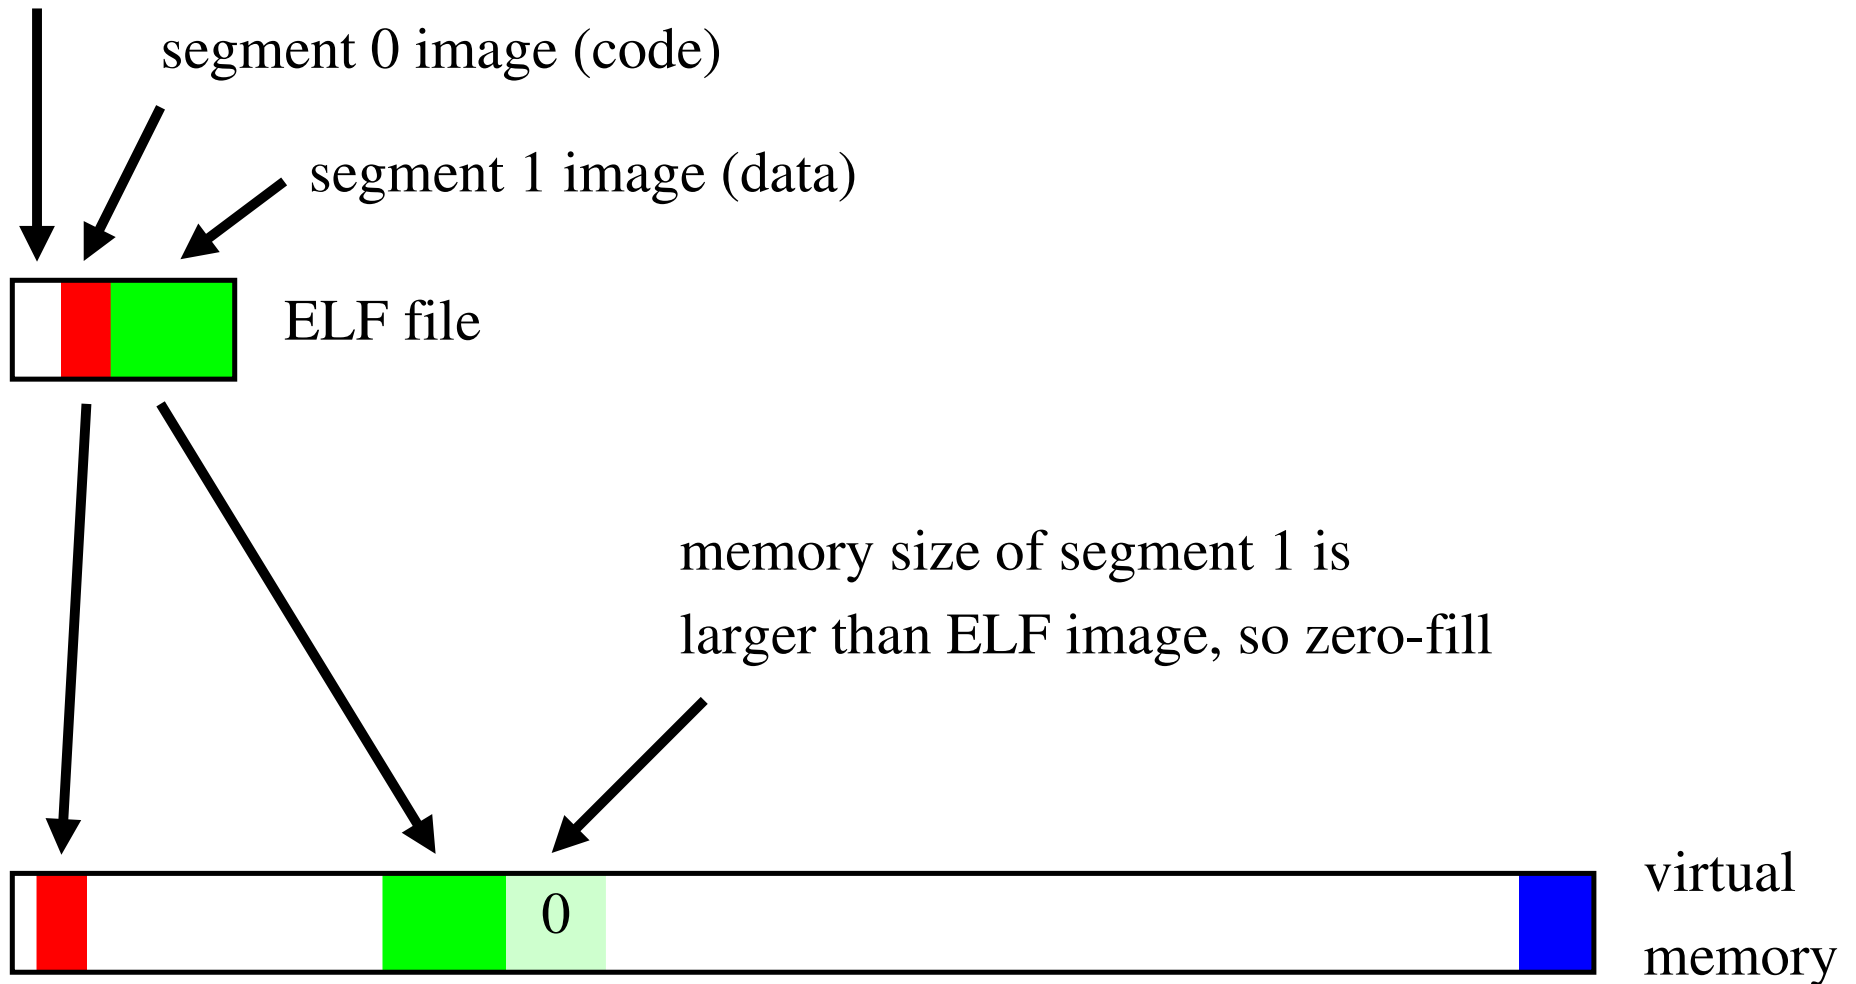 segment 0 image (code)
segment 1 image (data)
ELF file
memory size of segment 1 is
larger than ELF image, so zero-fill
0
virtual
memory